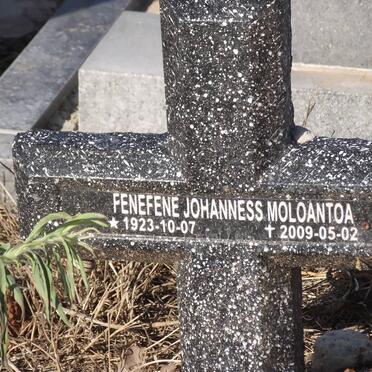 FENEFENE JOHANNESS MOLOANTOA
★ 1923-10-07 ✝ 2009-05-02